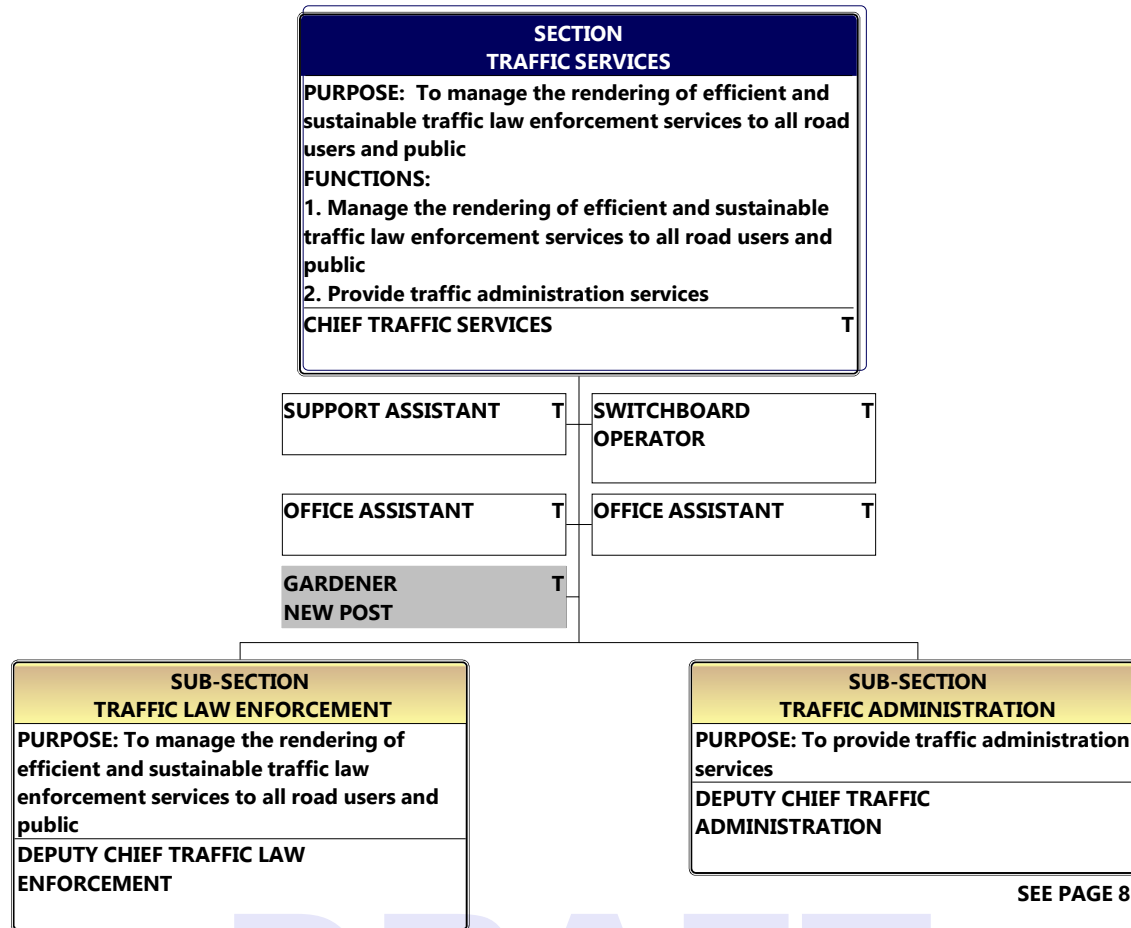 SECTION
TRAFFIC SERVICES
PURPOSE:  To manage the rendering of efficient and
sustainable traffic law enforcement services to all road
users and public
FUNCTIONS:
1. Manage the rendering of efficient and sustainable
traffic law enforcement services to all road users and
public
2. Provide traffic administration services
CHIEF TRAFFIC SERVICES T
SUPPORT ASSISTANT T
SWITCHBOARD T
OPERATOR
OFFICE ASSISTANT T
OFFICE ASSISTANT T
GARDENER T
NEW POST
SUB-SECTION
TRAFFIC LAW ENFORCEMENT
PURPOSE: To manage the rendering of
efficient and sustainable traffic law
enforcement services to all road users and
public
DEPUTY CHIEF TRAFFIC LAW
ENFORCEMENT
SUB-SECTION
TRAFFIC ADMINISTRATION
PURPOSE: To provide traffic administration
services
DEPUTY CHIEF TRAFFIC
ADMINISTRATION
SEE PAGE 8